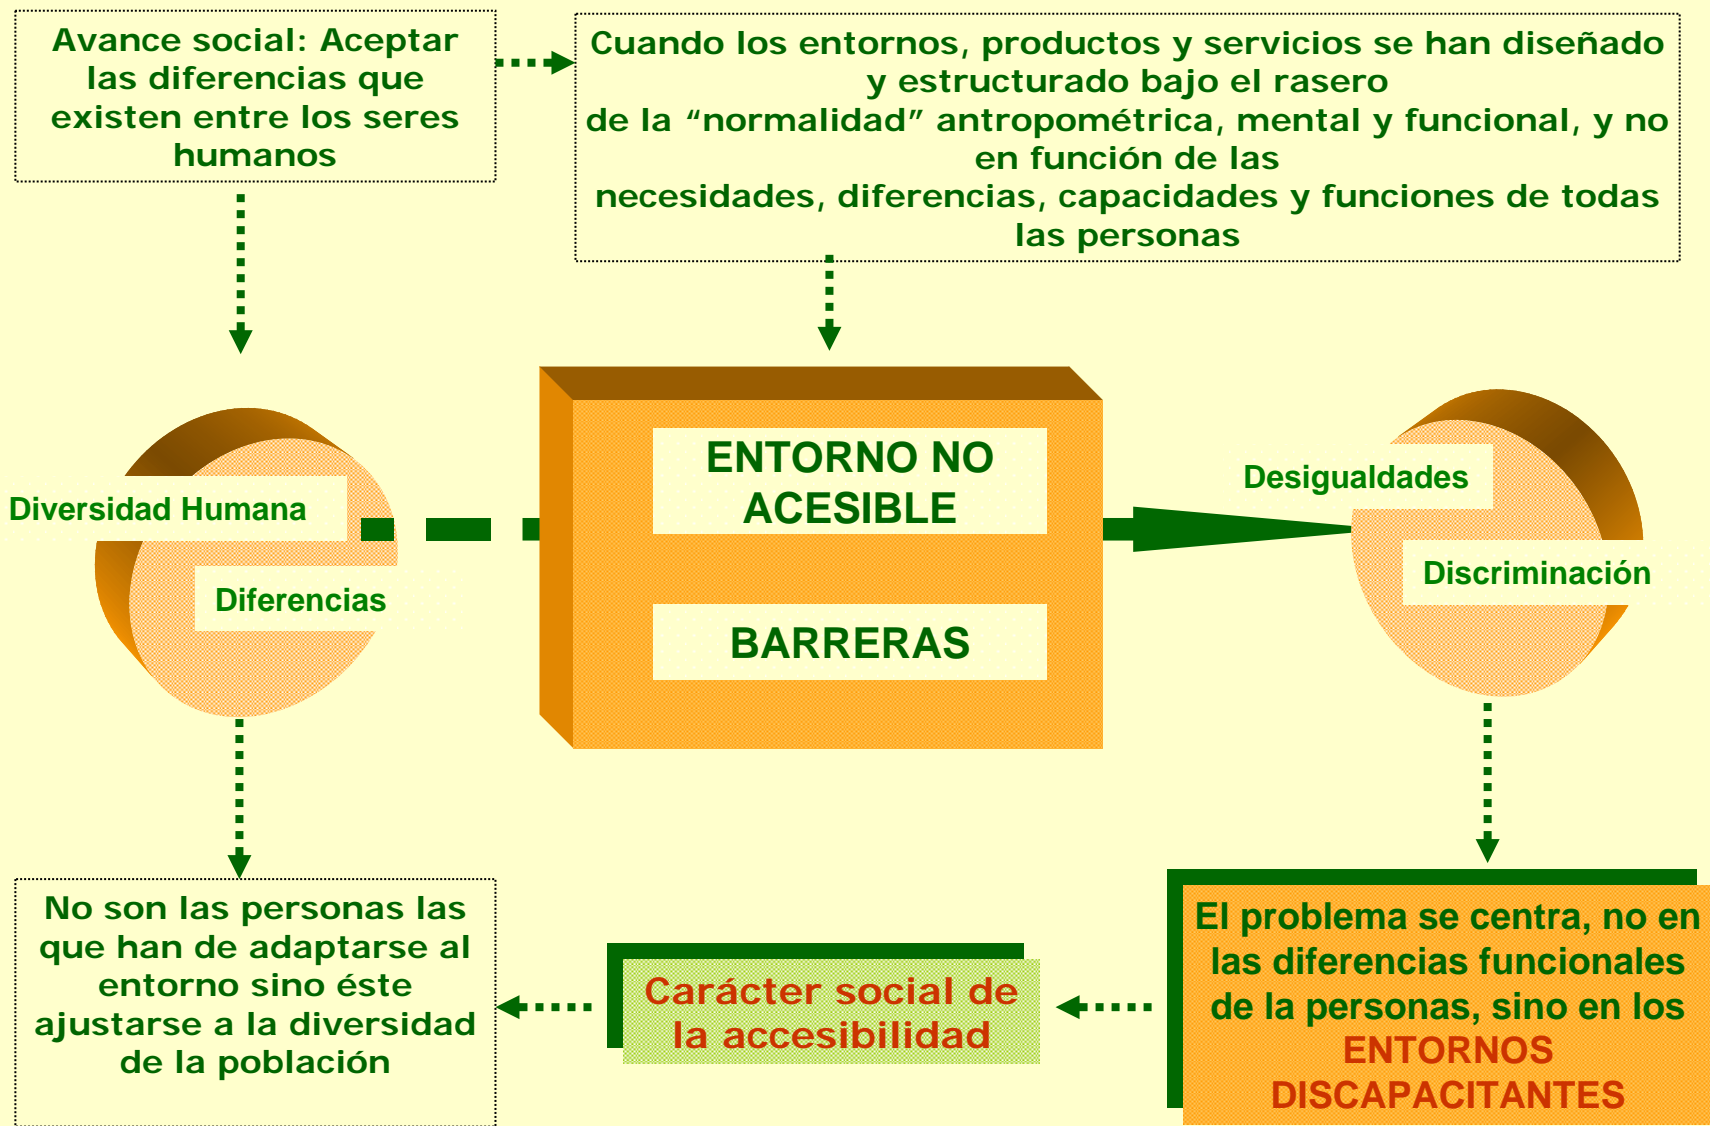 Avance social: Aceptar
las diferencias que
existen entre los seres
humanos
Cuando los entornos, productos y servicios se han diseñado
y estructurado bajo el rasero
de la “normalidad” antropométrica, mental y funcional, y no
en función de las
necesidades, diferencias, capacidades y funciones de todas
las personas
Diversidad Humana
Diferencias
ENTORNO NO
ACESIBLE
BARRERAS
Desigualdades
Discriminación
No son las personas las
que han de adaptarse al
entorno sino éste
ajustarse a la diversidad
de la población
Carácter social de
la accesibilidad
El problema se centra, no en
las diferencias funcionales
de la personas, sino en los
ENTORNOS
DISCAPACITANTES